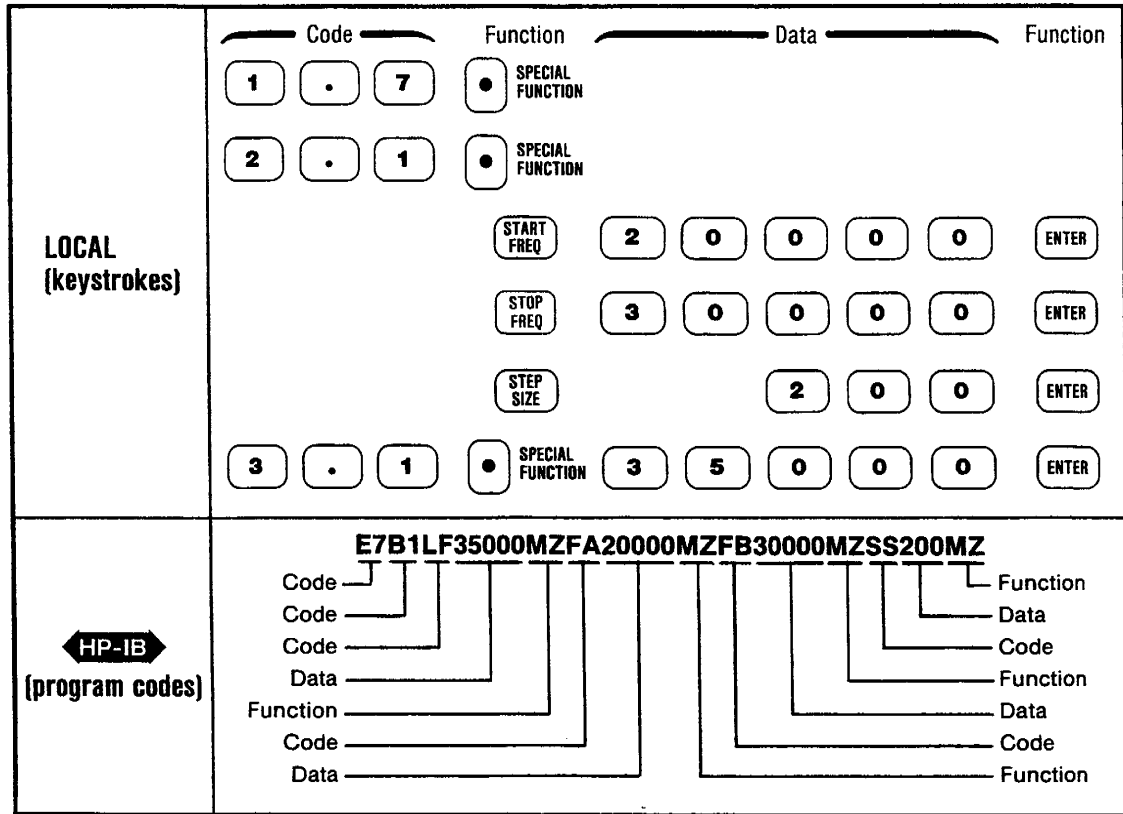 Code Function Data Function
1 . 7 SPECIAL FUNCTION
2 . 1 SPECIAL FUNCTION
START FREQ 2 0 0 0 0 ENTER
LOCAL
(keystrokes)
STOP FREQ 3 0 0 0 0 ENTER
STEP SIZE 2 0 0 ENTER
3 . 1 SPECIAL FUNCTION 3 5 0 0 0 ENTER
E7B1LF35000MZFA20000MZFB30000MZSS200MZ
Code Function
Code Data
Code Code
HP-IB
(program codes)
Data Function
Function Data
Code Code
Data Function